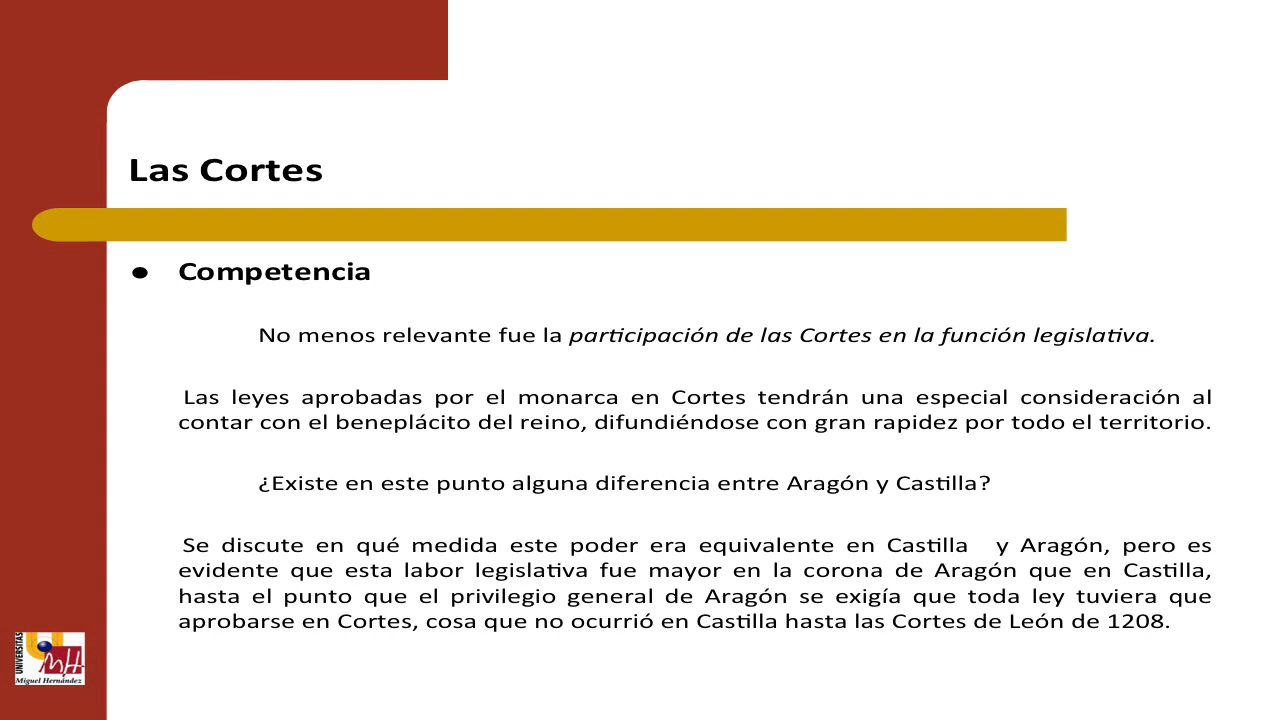 Las Cortes
● Competencia
No menos relevante fue la participación de las Cortes en la función legislativa.
Las leyes aprobadas por el monarca en Cortes tendrán una especial consideración al
contar con el beneplácito del reino, difundiéndose con gran rapidez por todo el territorio.
¿Existe en este punto alguna diferencia entre Aragón y Castilla?
Se discute en qué medida este poder era equivalente en Castilla y Aragón, pero es
evidente que esta labor legislativa fue mayor en la corona de Aragón que en Castilla,
hasta el punto que el privilegio general de Aragón se exigía que toda ley tuviera que
aprobarse en Cortes, cosa que no ocurrió en Castilla hasta las Cortes de León de 1208.
UNIVERSITAS
MH
Miguel Hernández